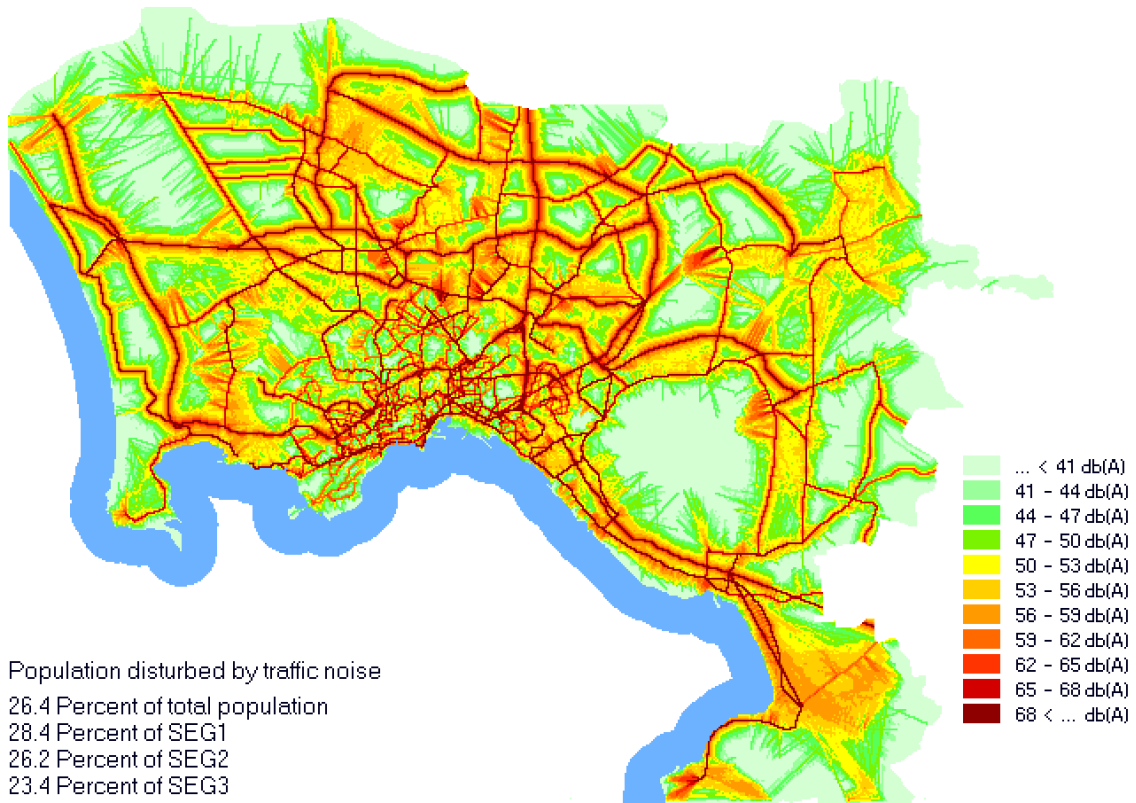 ... < 41 db(A)
41 - 44 db(A)
44 - 47 db(A)
47 - 50 db(A)
50 - 53 db(A)
53 - 56 db(A)
56 - 59 db(A)
59 - 62 db(A)
62 - 65 db(A)
65 - 68 db(A)
68 < ... db(A)
Population disturbed by traffic noise
26.4 Percent of total population
28.4 Percent of SEG1
26.2 Percent of SEG2
23.4 Percent of SEG3